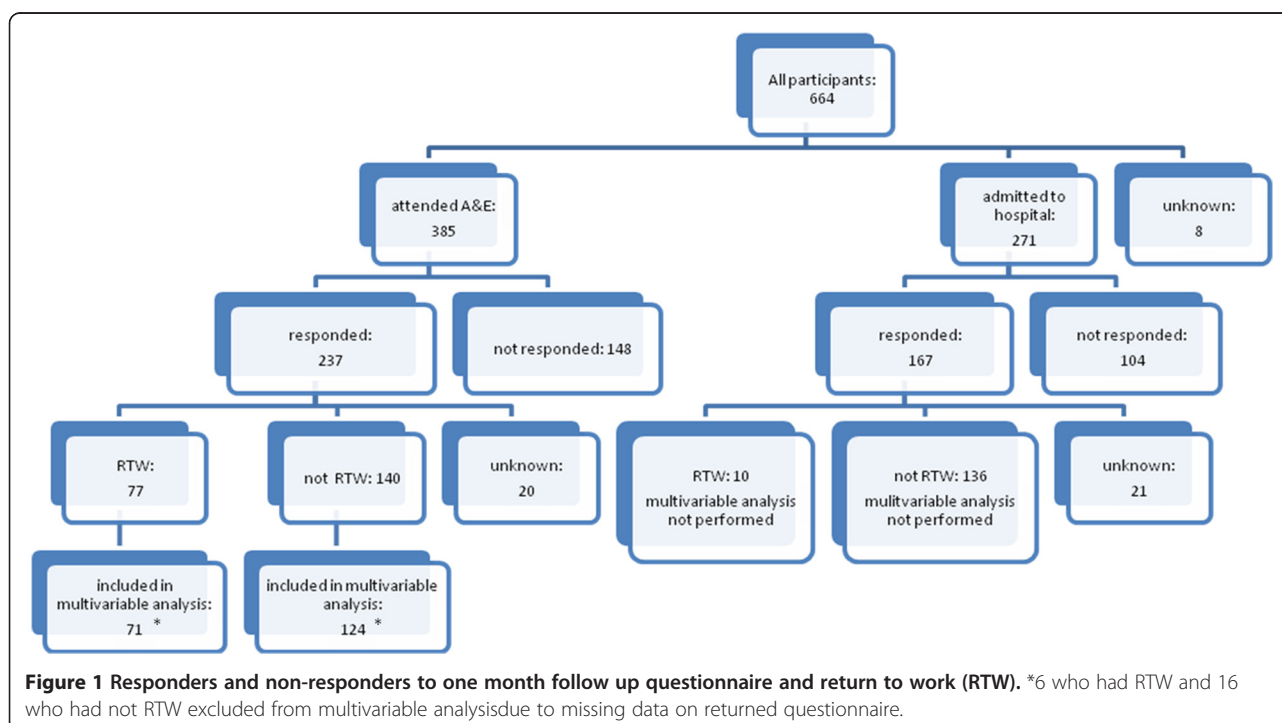 All participants:
664
attended A&E:
385
admitted to
hospital:
271
unknown:
8
responded:
237
not responded: 148
responded:
167
not responded:
104
RTW:
77
not RTW: 140
unknown:
20
RTW: 10
multivariable analysis
not performed
not RTW: 136
mulitvariable analysis
not performed
unknown:
21
included in
multivariable analysis:
71 *
included in multivariable
analysis:
124 *
Figure 1 Responders and non-responders to one month follow up questionnaire and return to work (RTW). *6 who had RTW and 16
who had not RTW excluded from multivariable analysisdue to missing data on returned questionnaire.